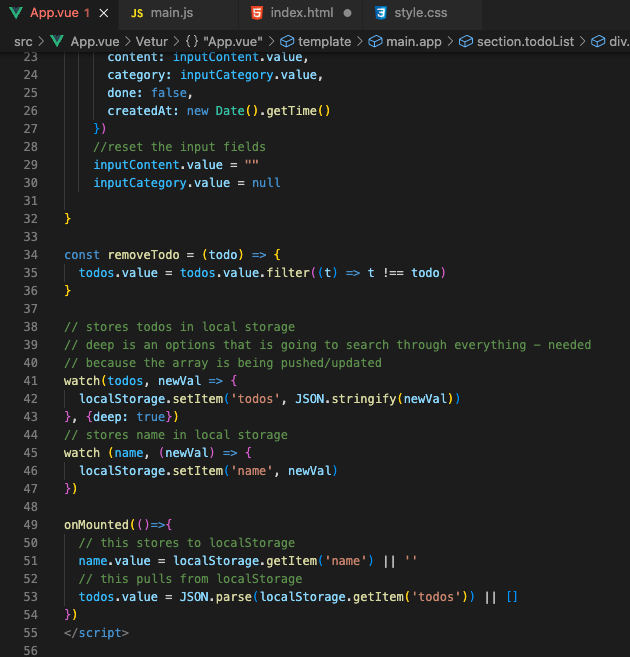 App.vue 1 × JS main.js index.html ● style.css
src > App.vue > Vetur > {} "App.vue" > template > main.app > section.todoList > div.
23 content: inputContent.value,
24 category: inputCategory.value,
25 done: false,
26 createdAt: new Date().getTime()
27 })
28 //reset the input fields
29 inputContent.value = ""
30 inputCategory.value = null
31
32 }
33
34 const removeTodo = (todo) => {
35 todos.value = todos.value.filter((t) => t !== todo)
36 }
37
38 // stores todos in local storage
39 // deep is an options that is going to search through everything - needed
40 // because the array is being pushed/updated
41 watch(todos, newVal => {
42 localStorage.setItem('todos', JSON.stringify(newVal))
43 }, {deep: true})
44 // stores name in local storage
45 watch (name, (newVal) => {
46 localStorage.setItem('name', newVal)
47 })
48
49 onMounted(()=>{
50 // this stores to localStorage
51 name.value = localStorage.getItem('name') || ''
52 // this pulls from localStorage
53 todos.value = JSON.parse(localStorage.getItem('todos')) || []
54 })
55 </script>
56